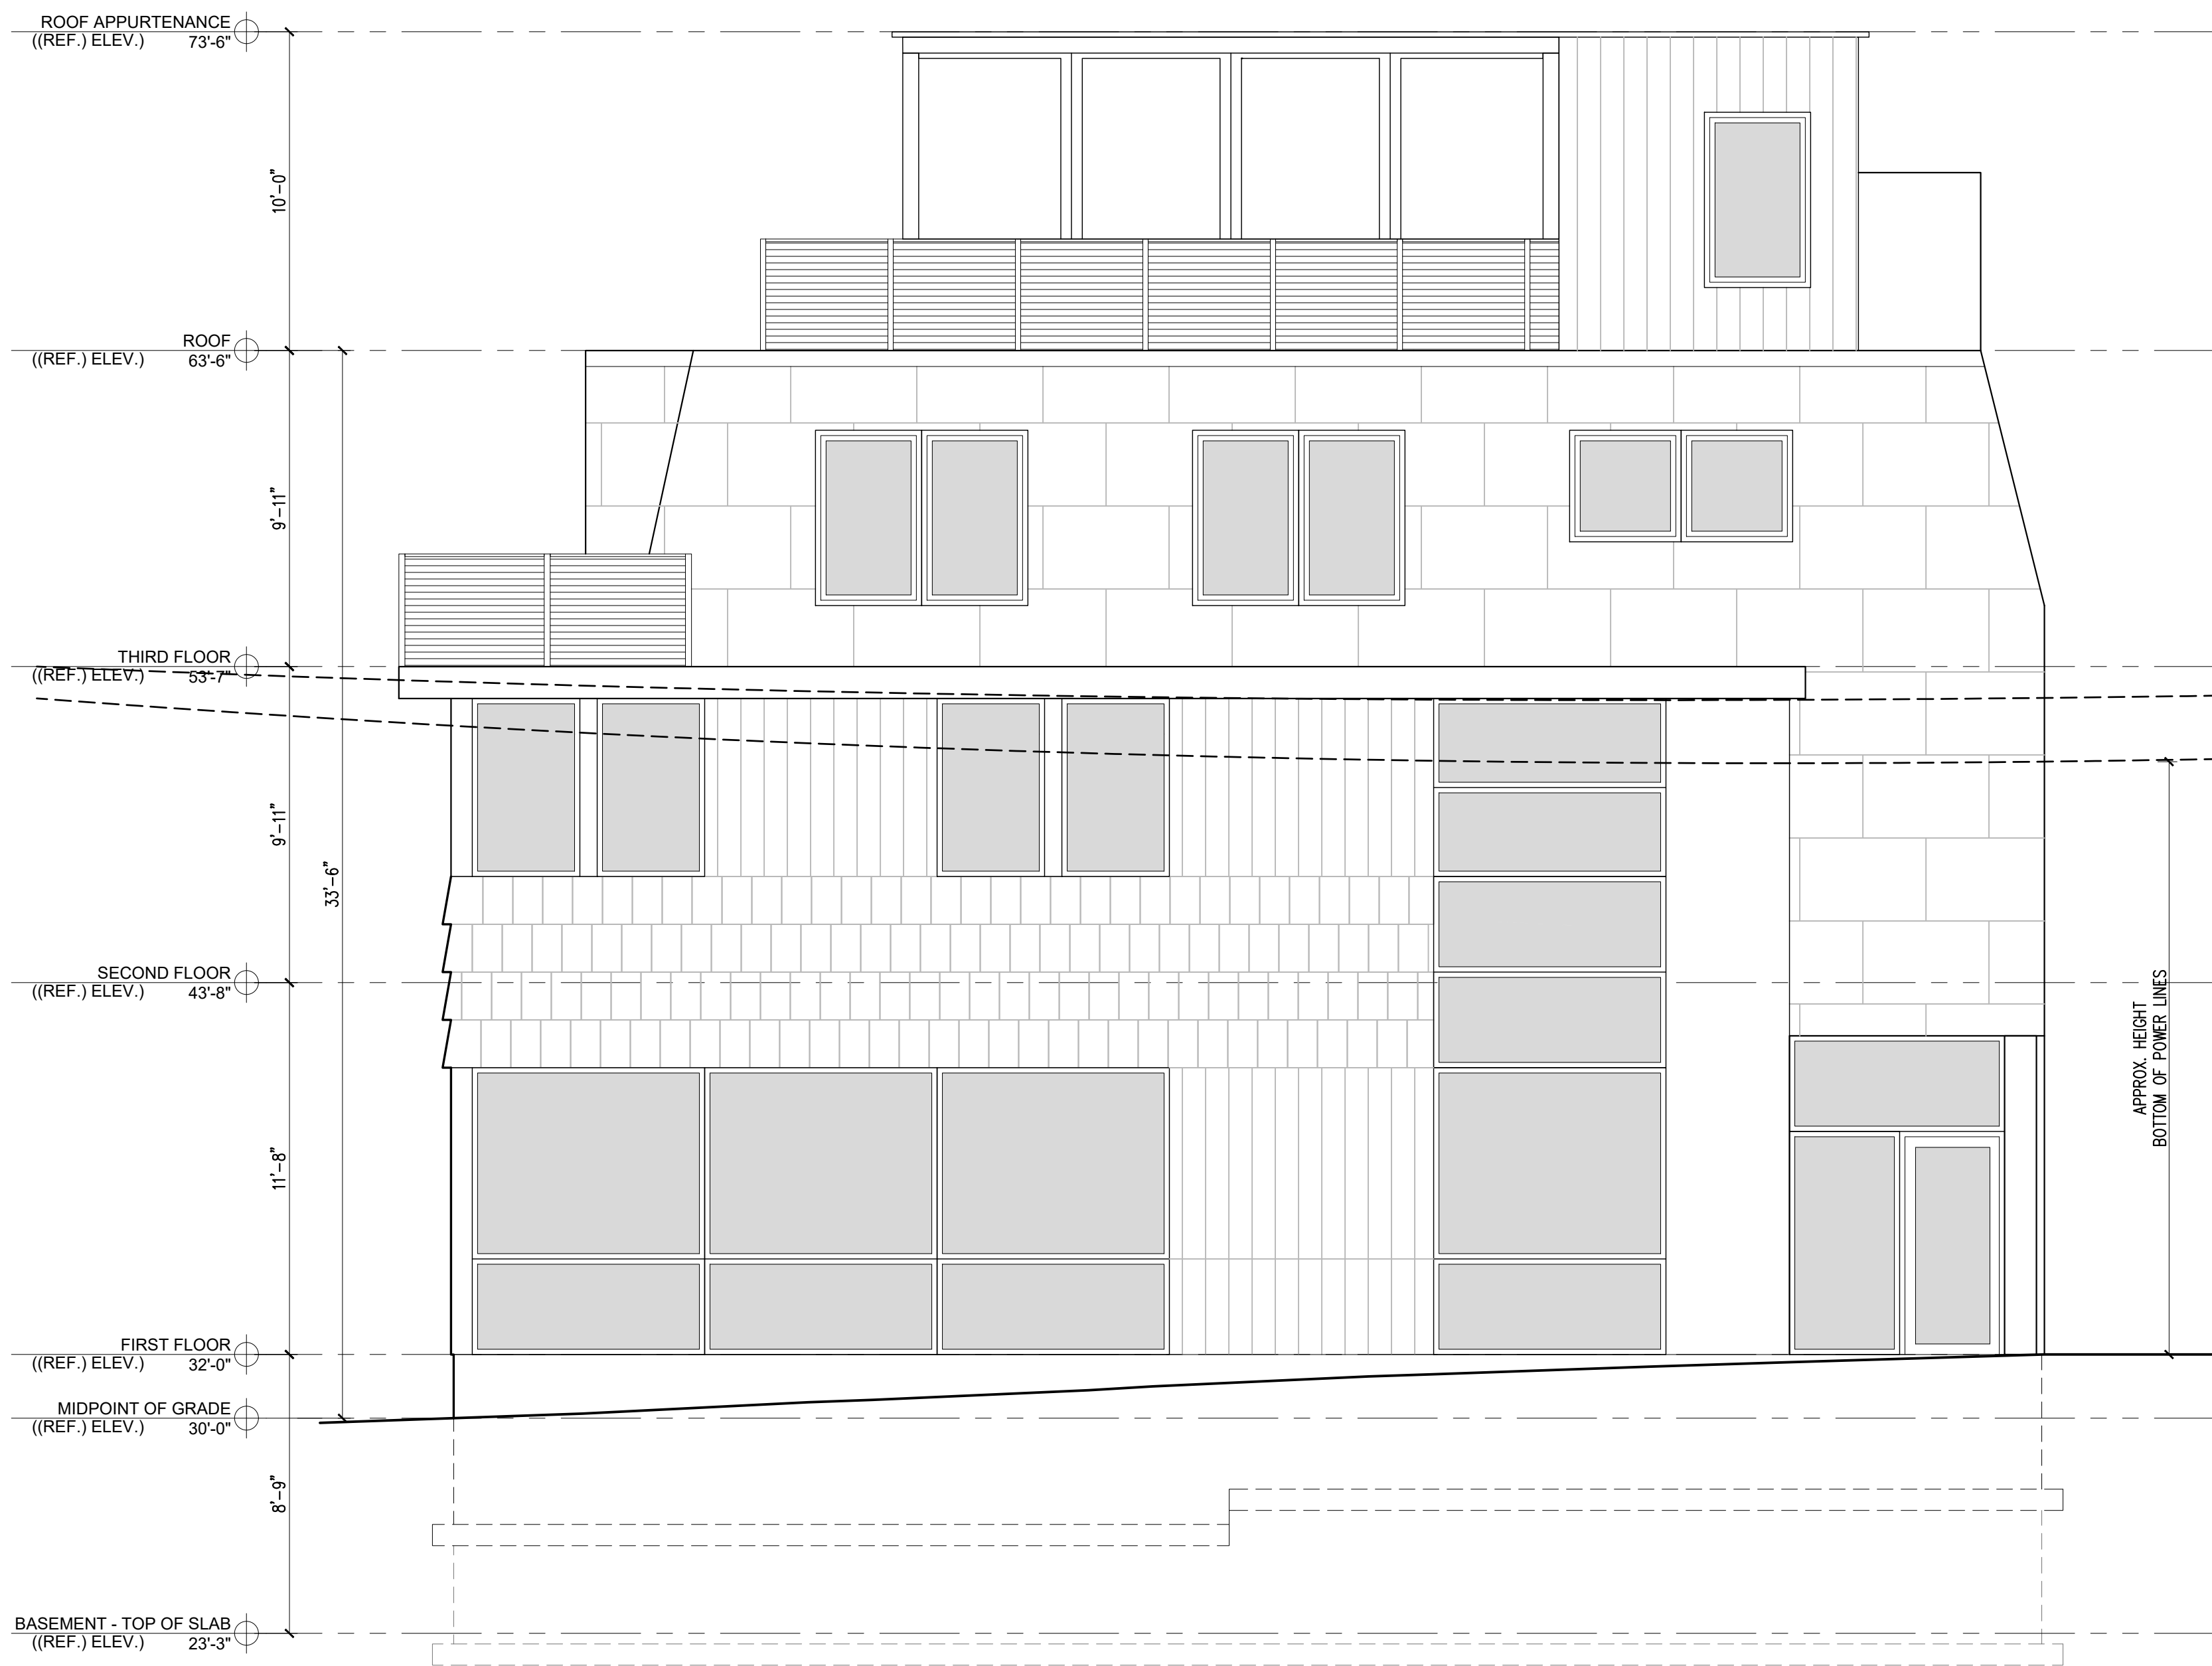 ROOF APPURTENANCE
((REF.) ELEV.) 73'-6"
10'-0"
ROOF
((REF.) ELEV.) 63'-6"
9'-11"
THIRD FLOOR
((REF.) ELEV.) 53'-7"
9'-11"
33'-6"
SECOND FLOOR
((REF.) ELEV.) 43'-8"
APPROX. HEIGHT
BOTTOM OF POWER LINES
11'-8"
FIRST FLOOR
((REF.) ELEV.) 32'-0"
MIDPOINT OF GRADE
((REF.) ELEV.) 30'-0"
8'-9"
BASEMENT - TOP OF SLAB
((REF.) ELEV.) 23'-3"